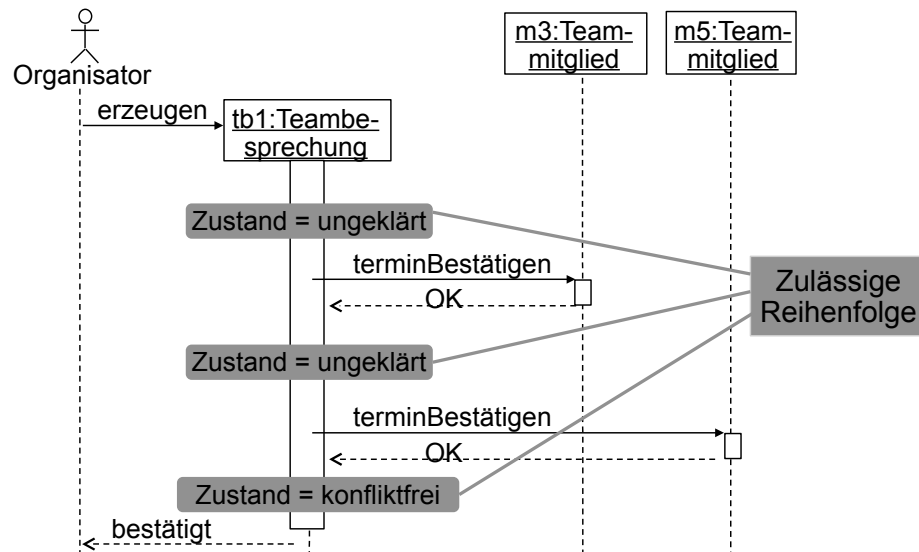 Organisator
m3:Team-
mitglied
m5:Team-
mitglied
erzeugen
tb1:Teambe-
sprechung
Zustand = ungeklärt
terminBestätigen
OK
Zulässige
Reihenfolge
Zustand = ungeklärt
terminBestätigen
OK
Zustand = konfliktfrei
bestätigt